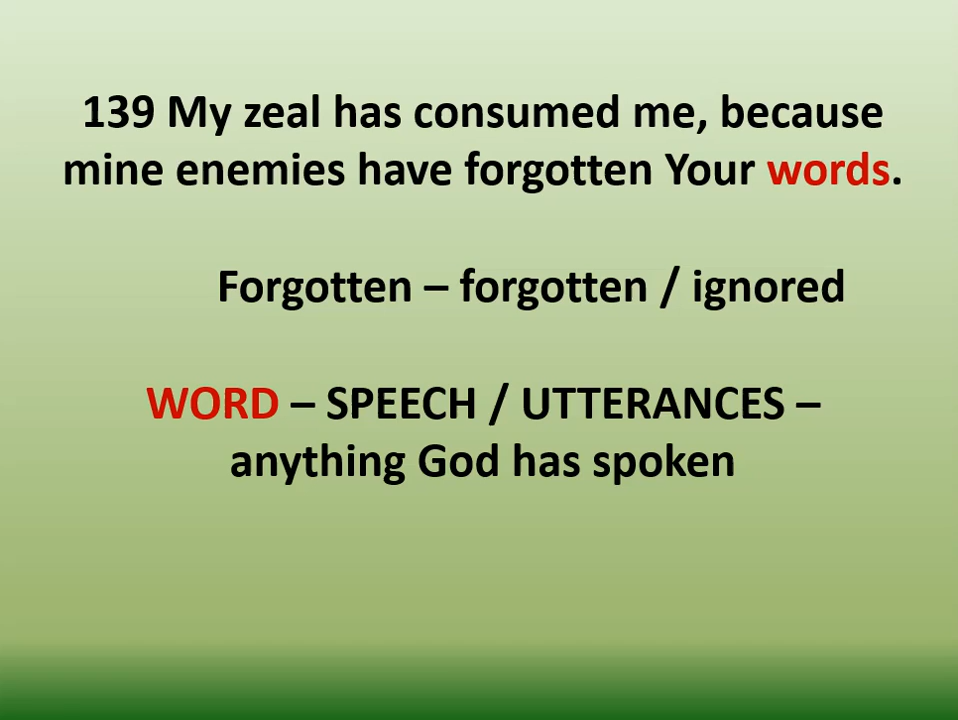 139 My zeal has consumed me, because
mine enemies have forgotten Your words.
Forgotten – forgotten / ignored
WORD – SPEECH / UTTERANCES –
anything God has spoken